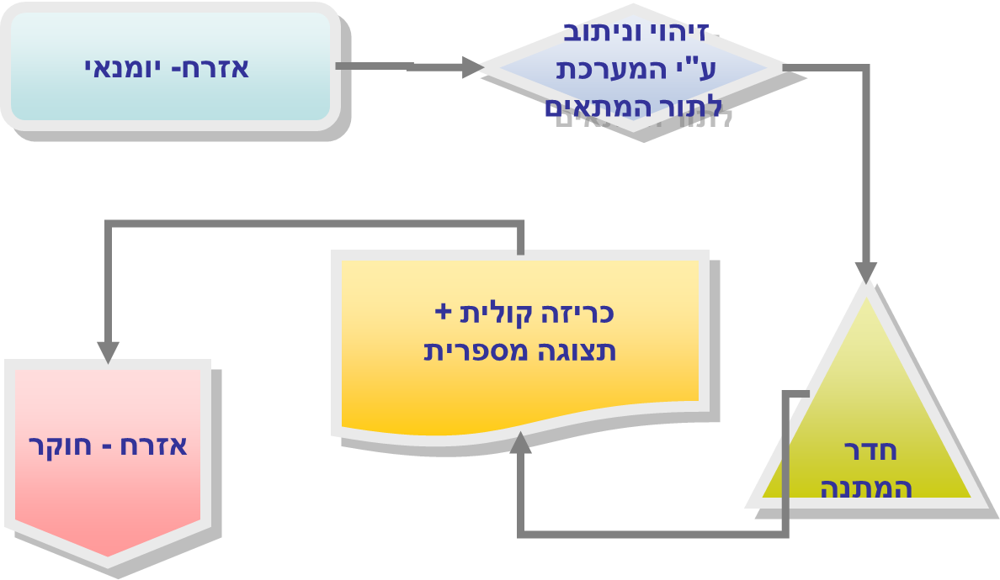 אזרח- יומנאי
זיהוי וניתוב
ע"י המערכת
לתור המתאים
חדר
המתנה
כריזה קולית +
תצוגה מספרית
אזרח - חוקר